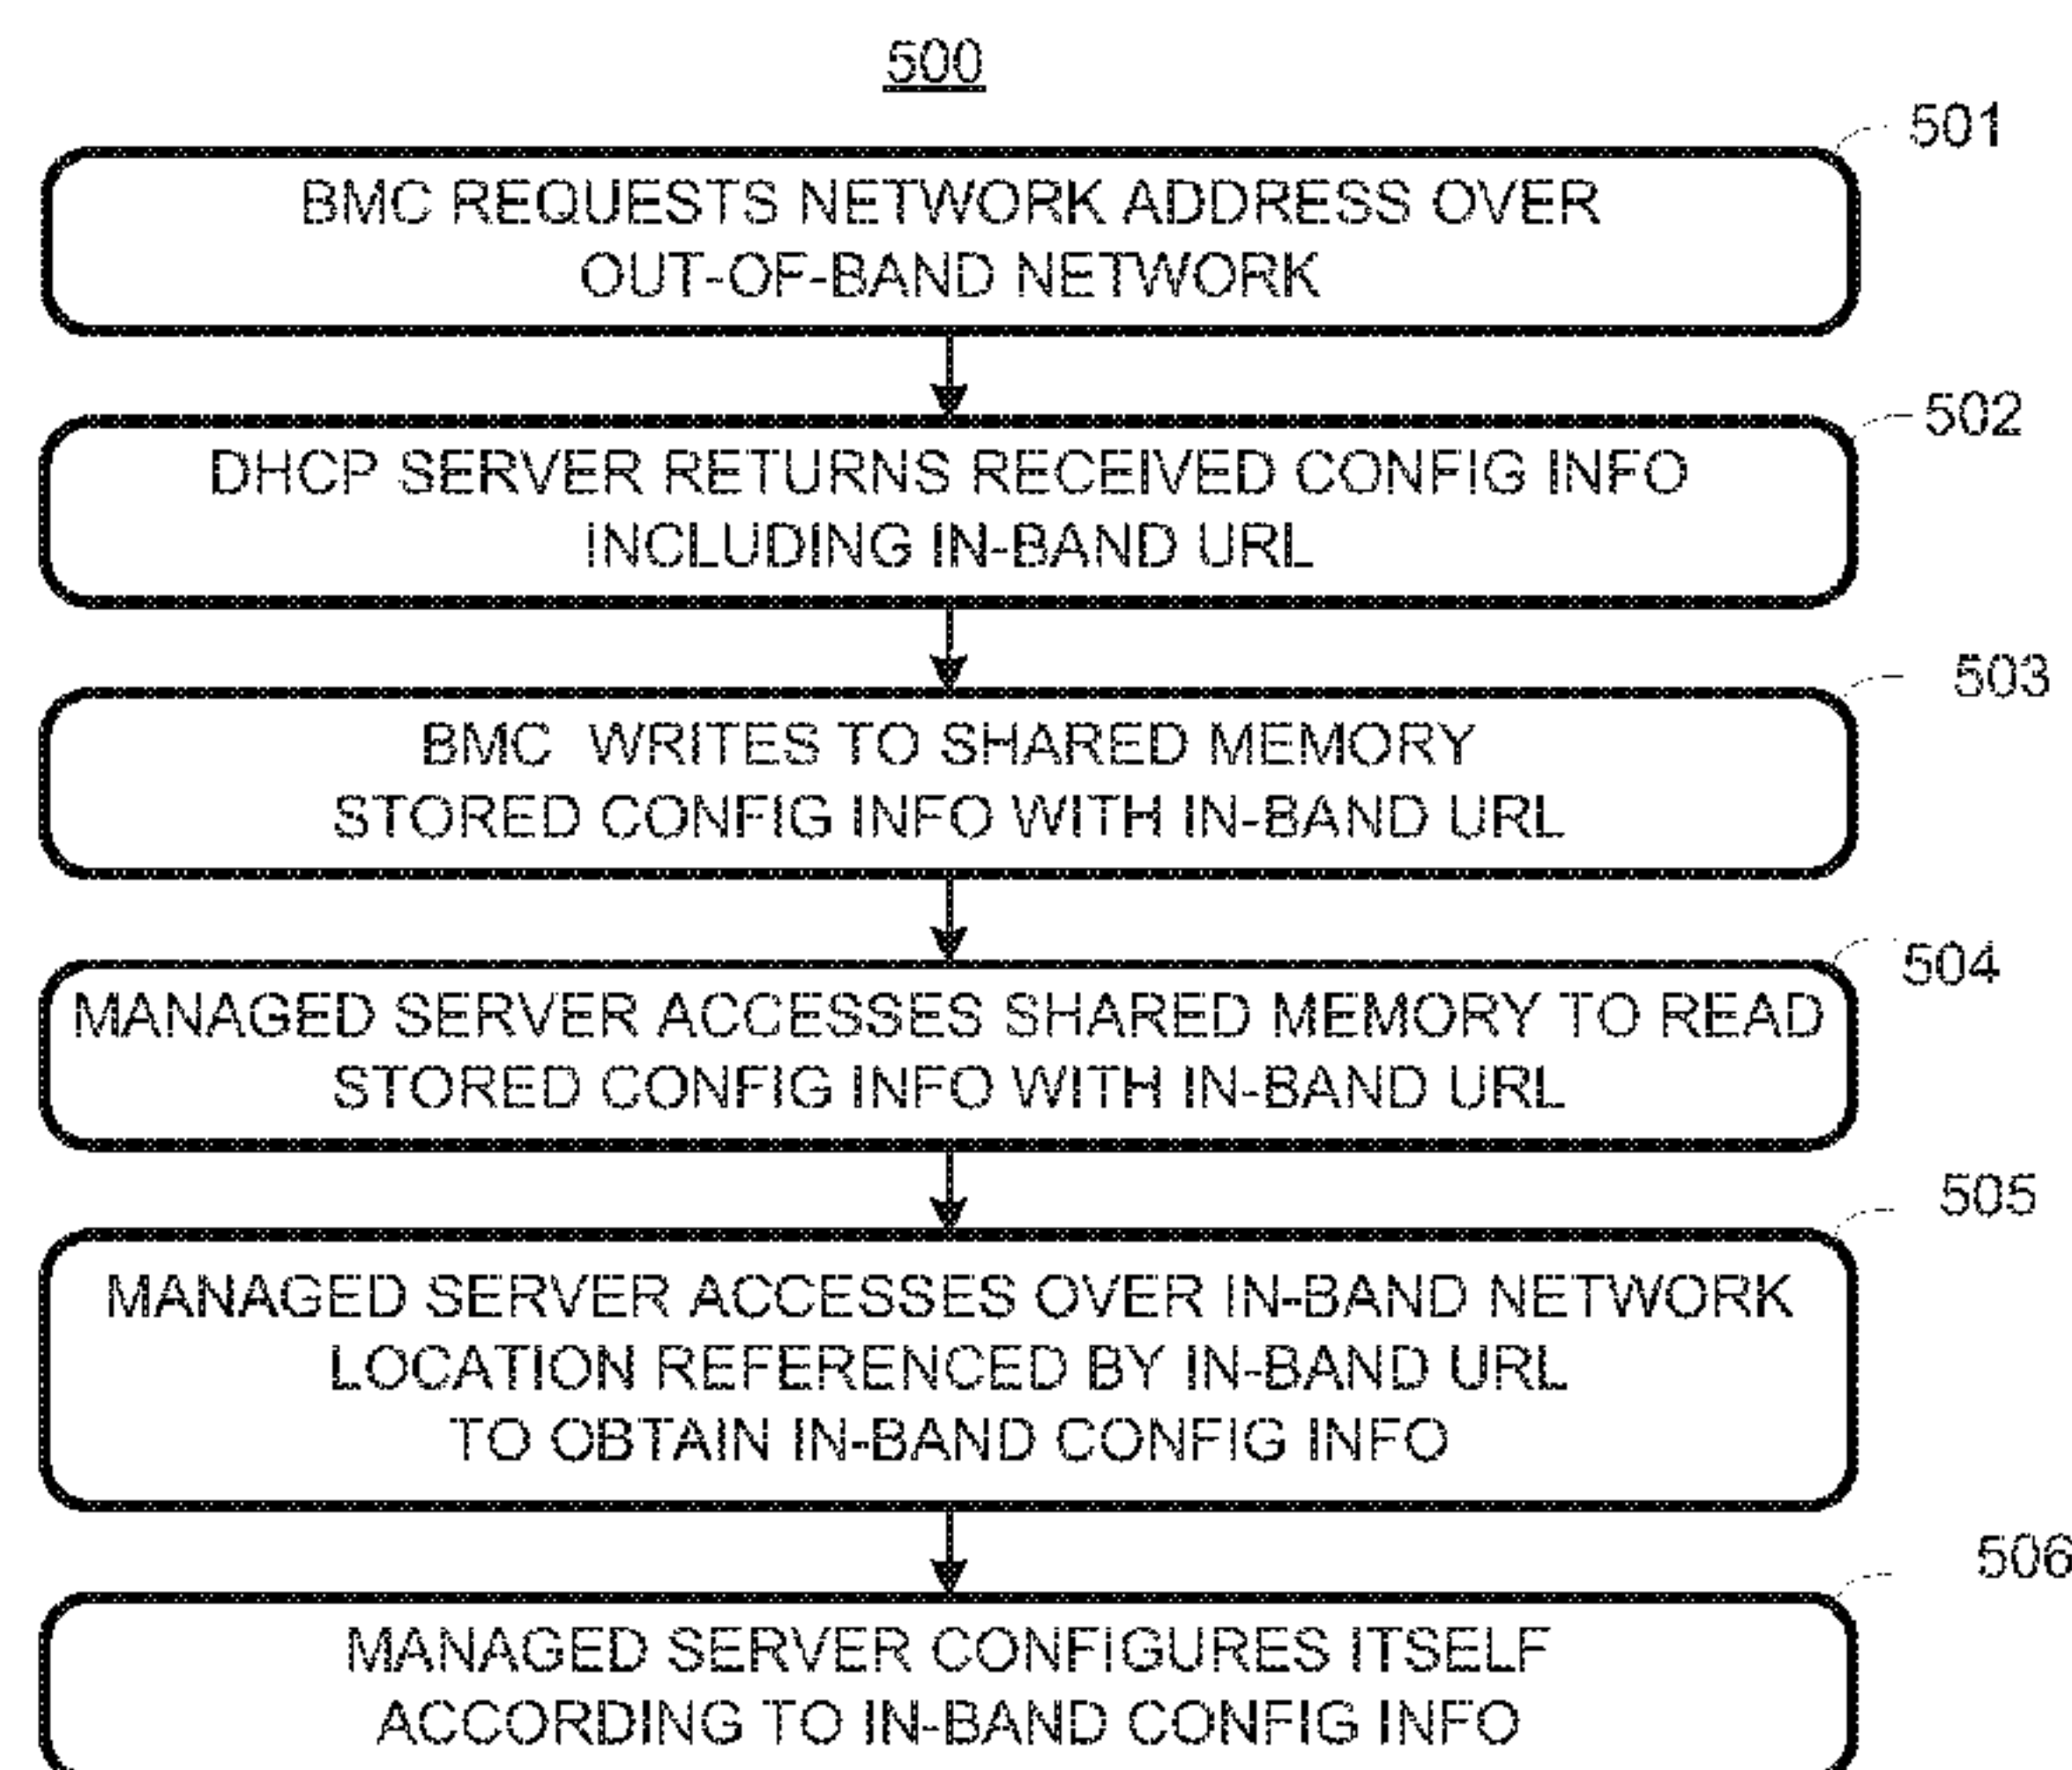 500
501
BMC REQUESTS NETWORK ADDRESS OVER
OUT-OF-BAND NETWORK
502
DHCP SERVER RETURNS RECEIVED CONFIG INFO
INCLUDING IN-BAND URL
503
BMC WRITES TO SHARED MEMORY
STORED CONFIG INFO WITH IN-BAND URL
504
MANAGED SERVER ACCESSES SHARED MEMORY TO READ
STORED CONFIG INFO WITH IN-BAND URL
505
MANAGED SERVER ACCESSES OVER IN-BAND NETWORK
LOCATION REFERENCED BY IN-BAND URL
TO OBTAIN IN-BAND CONFIG INFO
506
MANAGED SERVER CONFIGURES ITSELF
ACCORDING TO IN-BAND CONFIG INFO